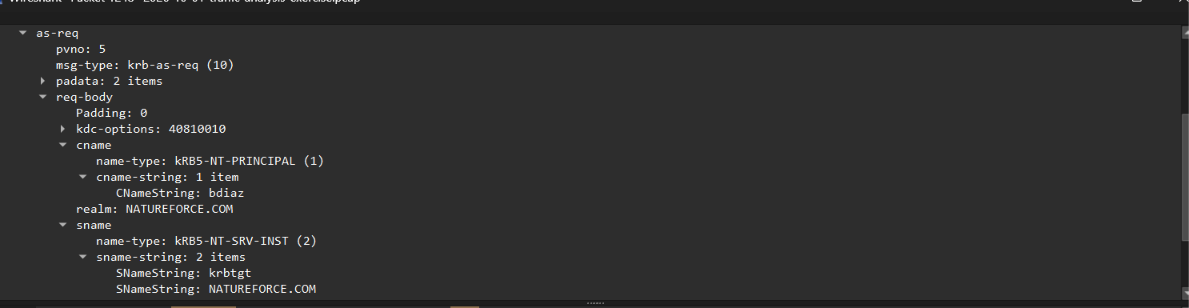 as-req
pvno: 5
msg-type: krb-as-req (10)
padata: 2 items
req-body
Padding: 0
kdc-options: 40810010
cname
name-type: kRB5-NT-PRINCIPAL (1)
cname-string: 1 item
CNameString: bdiaz
realm: NATUREFORCE.COM
sname
name-type: kRB5-NT-SRV-INST (2)
sname-string: 2 items
SNameString: krbtgt
SNameString: NATUREFORCE.COM